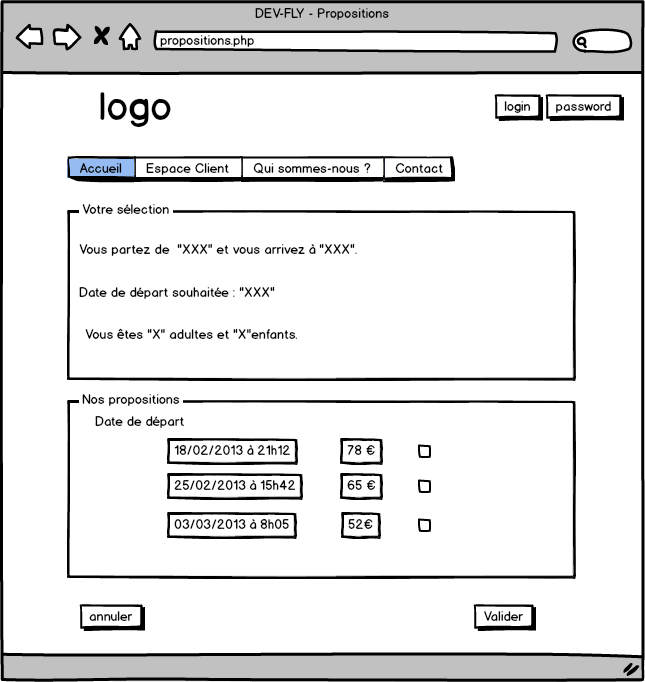 DEV-FLY - Propositions
propositions.php
logo
login password
Accueil Espace Client Qui sommes-nous ? Contact
Votre sélection
Vous partez de "XXX" et vous arrivez à "XXX".
Date de départ souhaitée : "XXX"
Vous êtes "X" adultes et "X"enfants.
Nos propositions
Date de départ
18/02/2013 à 21h12 78 €
25/02/2013 à 15h42 65 €
03/03/2013 à 8h05 52€
annuler Valider